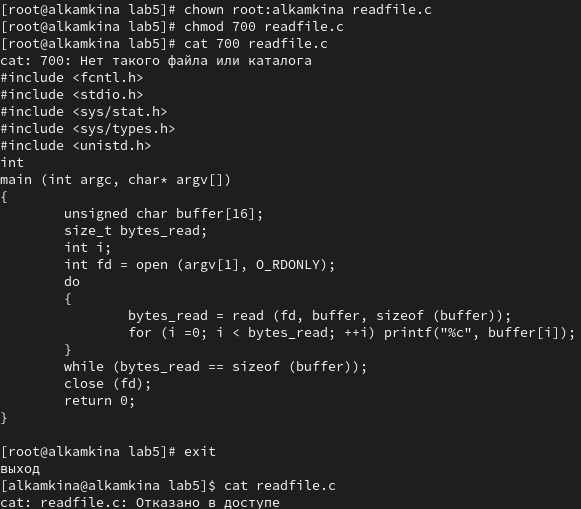 [root@alkamkina lab5]# chown root:alkamkina readfile.c
[root@alkamkina lab5]# chmod 700 readfile.c
[root@alkamkina lab5]# cat 700 readfile.c
cat: 700: Нет такого файла или каталога
#include <fcntl.h>
#include <stdio.h>
#include <sys/stat.h>
#include <sys/types.h>
#include <unistd.h>
int
main (int argc, char* argv[])
{
        unsigned char buffer[16];
        size_t bytes_read;
        int i;
        int fd = open (argv[1], O_RDONLY);
        do
        {
                bytes_read = read (fd, buffer, sizeof (buffer));
                for (i =0; i < bytes_read; ++i) printf("%c", buffer[i]);
        }
        while (bytes_read == sizeof (buffer));
        close (fd);
        return 0;
}
[root@alkamkina lab5]# exit
выход
[alkamkina@alkamkina lab5]$ cat readfile.c
cat: readfile.c: Отказано в доступе